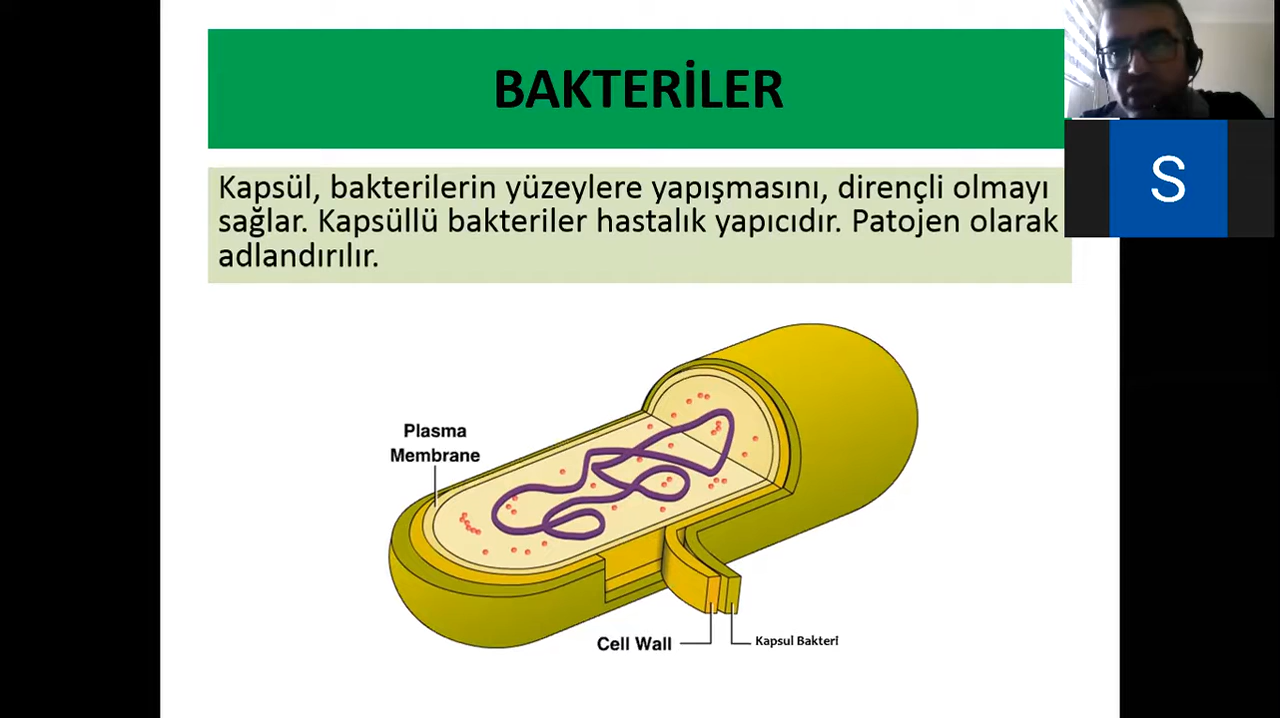 BAKTERİLER
S
Kapsül, bakterilerin yüzeylere yapışmasını, dirençli olmayı
sağlar. Kapsüllü bakteriler hastalık yapıcıdır. Patojen olarak
adlandırılır.
Plasma
Membrane
Cell Wall
Kapsul Bakteri